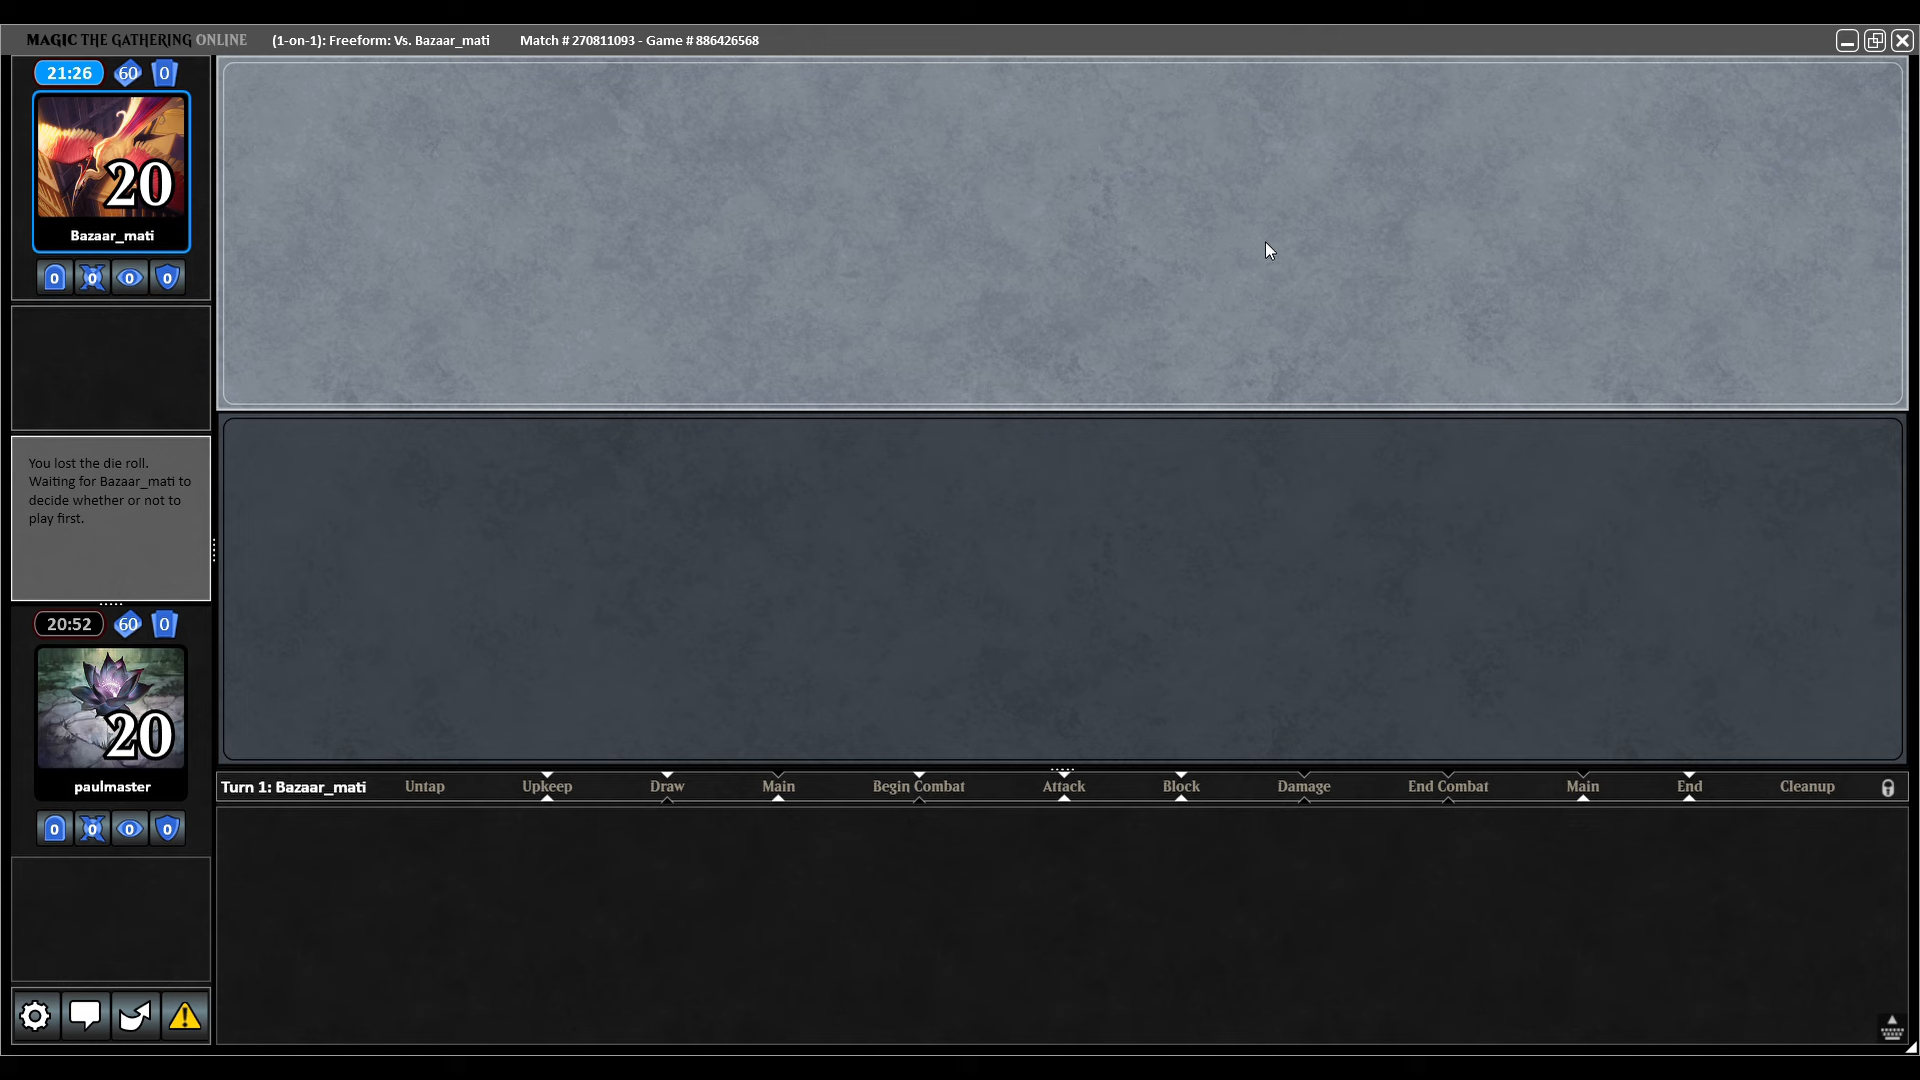 MAGIC THE GATHERING ONLINE (1-on-1): Freeform: Vs. Bazaar_mati Match # 270811093 - Game # 886426568
21:26 60 0
20
Bazaar_mati
0 0 0 0
You lost the die roll.
Waiting for Bazaar_mati to
decide whether or not to
play first.
20:52 60 0
20
paulmaster
0 0 0 0
Turn 1: Bazaar_mati Untap Upkeep Draw Main Begin Combat Attack Block Damage End Combat Main End Cleanup